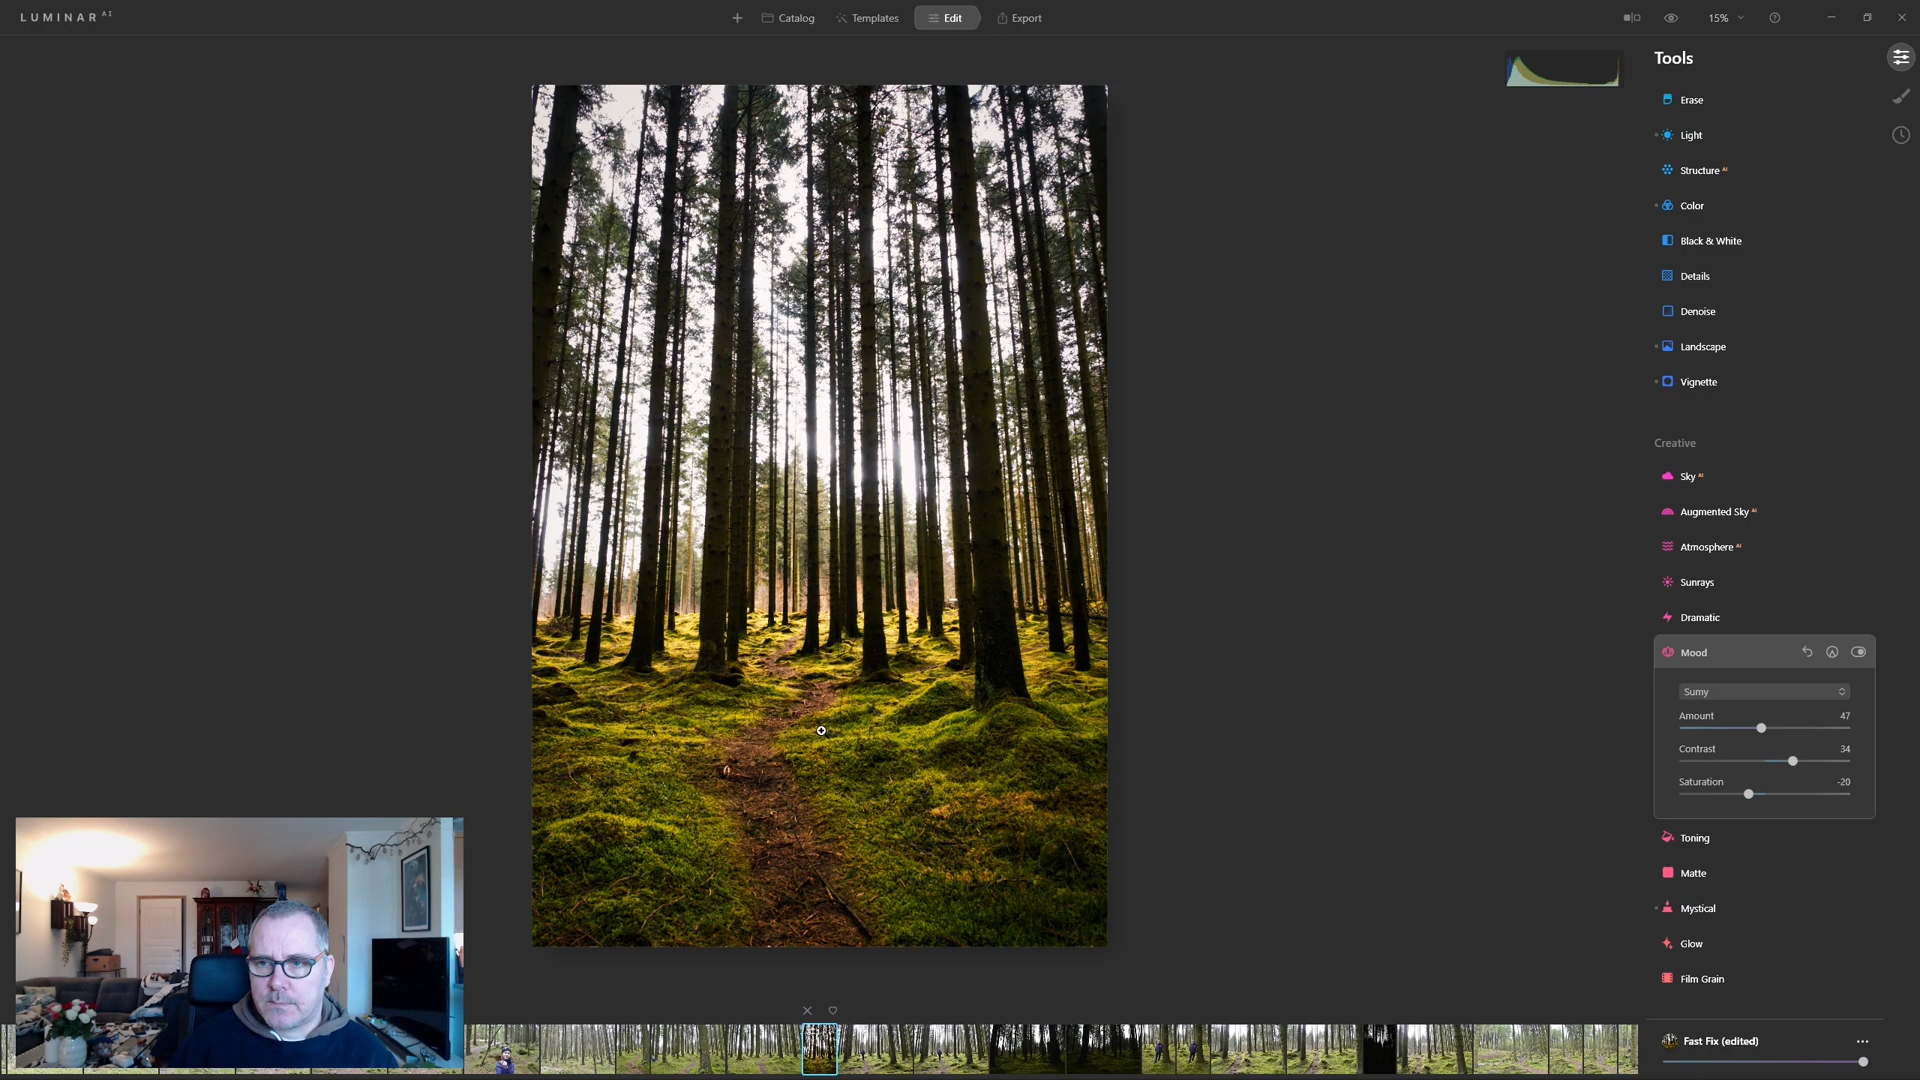 LUMINAR AI
Catalog
Templates
Edit
Export
15%
Tools
Erase
Light
Structure AI
Color
Black & White
Details
Denoise
Landscape
Vignette
Creative
Sky AI
Augmented Sky AI
Atmosphere AI
Sunrays
Dramatic
Mood
Sumy
Amount 47
Contrast 34
Saturation -20
Toning
Matte
Mystical
Glow
Film Grain
Fast Fix (edited)